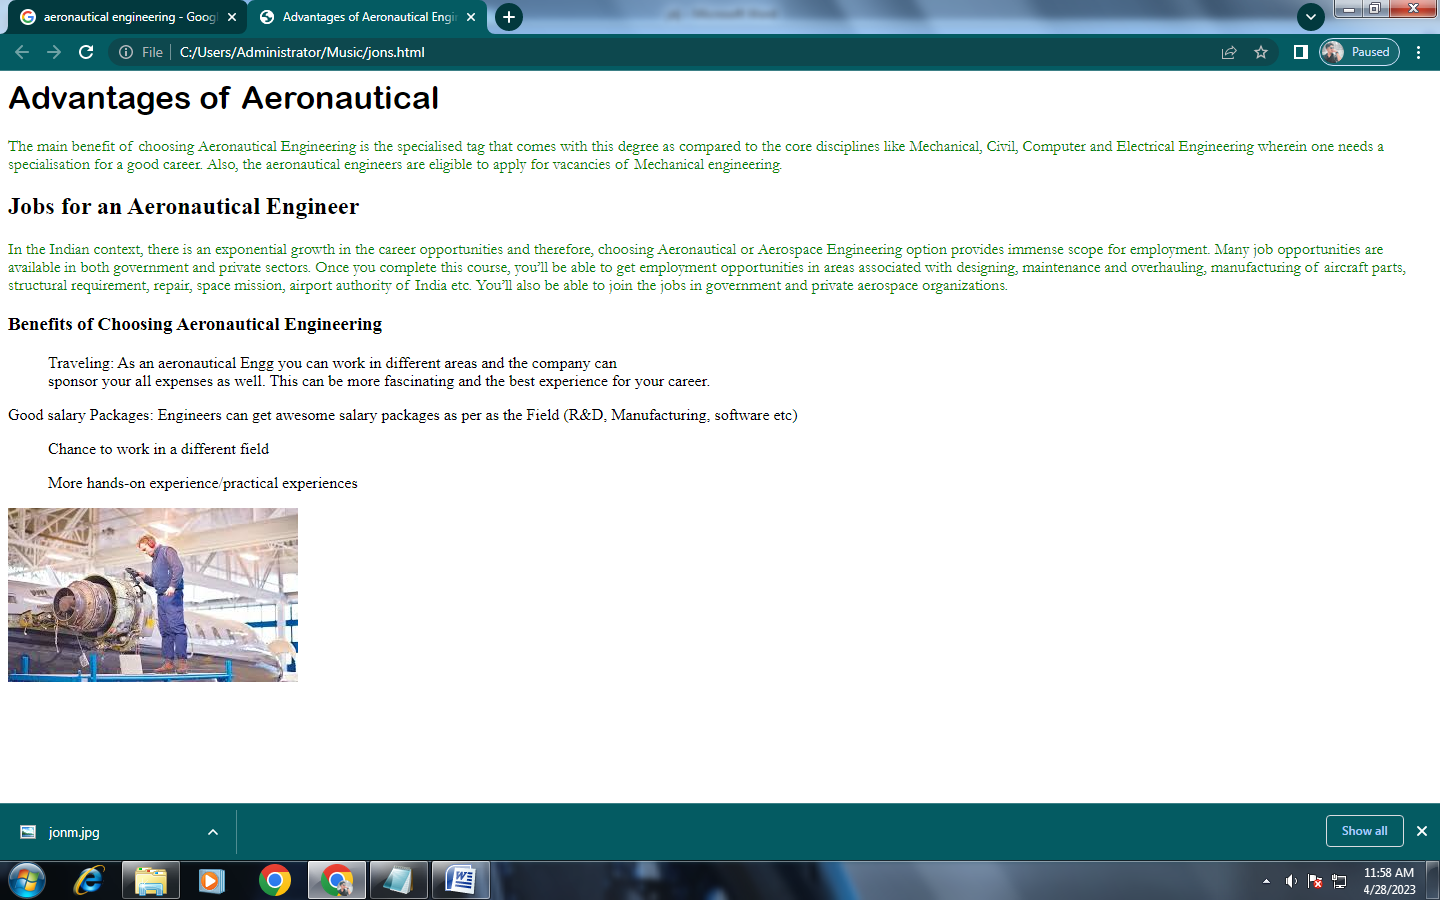 aeronautical engineering - Goog
Advantages of Aeronautical Engin
File
C:/Users/Administrator/Music/jons.html
Paused
Advantages of Aeronautical
The main benefit of choosing Aeronautical Engineering is the specialised tag that comes with this degree as compared to the core disciplines like Mechanical, Civil, Computer and Electrical Engineering wherein one needs a
specialisation for a good career. Also, the aeronautical engineers are eligible to apply for vacancies of Mechanical engineering.
Jobs for an Aeronautical Engineer
In the Indian context, there is an exponential growth in the career opportunities and therefore, choosing Aeronautical or Aerospace Engineering option provides immense scope for employment. Many job opportunities are
available in both government and private sectors. Once you complete this course, you’ll be able to get employment opportunities in areas associated with designing, maintenance and overhauling, manufacturing of aircraft parts,
structural requirement, repair, space mission, airport authority of India etc. You’ll also be able to join the jobs in government and private aerospace organizations.
Benefits of Choosing Aeronautical Engineering
Traveling: As an aeronautical Engg you can work in different areas and the company can
sponsor your all expenses as well. This can be more fascinating and the best experience for your career.
Good salary Packages: Engineers can get awesome salary packages as per as the Field (R&D, Manufacturing, software etc)
Chance to work in a different field
More hands-on experience/practical experiences
jonm.jpg
Show all
11:58 AM
4/28/2023